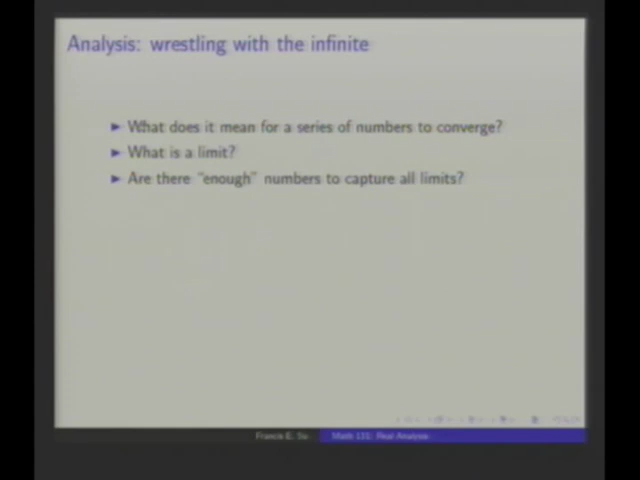 Analysis: wrestling with the infinite
► What does it mean for a series of numbers to converge?
► What is a limit?
► Are there "enough" numbers to capture all limits?
Francis E. Su
Math 131: Real Analysis